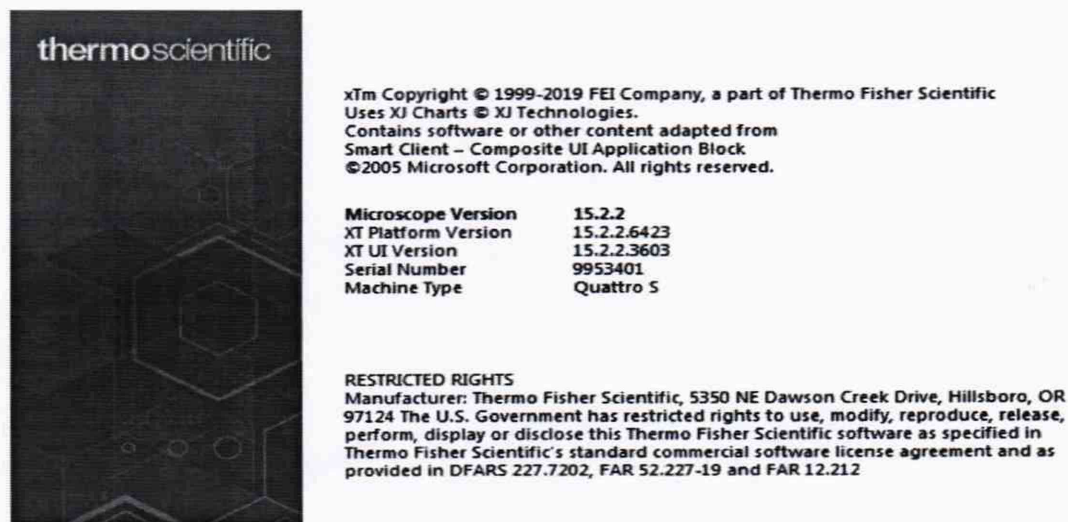 thermo scientific
xTm Copyright © 1999-2019 FEI Company, a part of Thermo Fisher Scientific
Uses XJ Charts © XJ Technologies.
Contains software or other content adapted from
Smart Client – Composite UI Application Block
©2005 Microsoft Corporation. All rights reserved.
Microscope Version 15.2.2
XT Platform Version 15.2.2.6423
XT UI Version 15.2.2.3603
Serial Number 9953401
Machine Type Quattro S
RESTRICTED RIGHTS
Manufacturer: Thermo Fisher Scientific, 5350 NE Dawson Creek Drive, Hillsboro, OR
97124 The U.S. Government has restricted rights to use, modify, reproduce, release,
perform, display or disclose this Thermo Fisher Scientific software as specified in
Thermo Fisher Scientific's standard commercial software license agreement and as
provided in DFARS 227.7202, FAR 52.227-19 and FAR 12.212